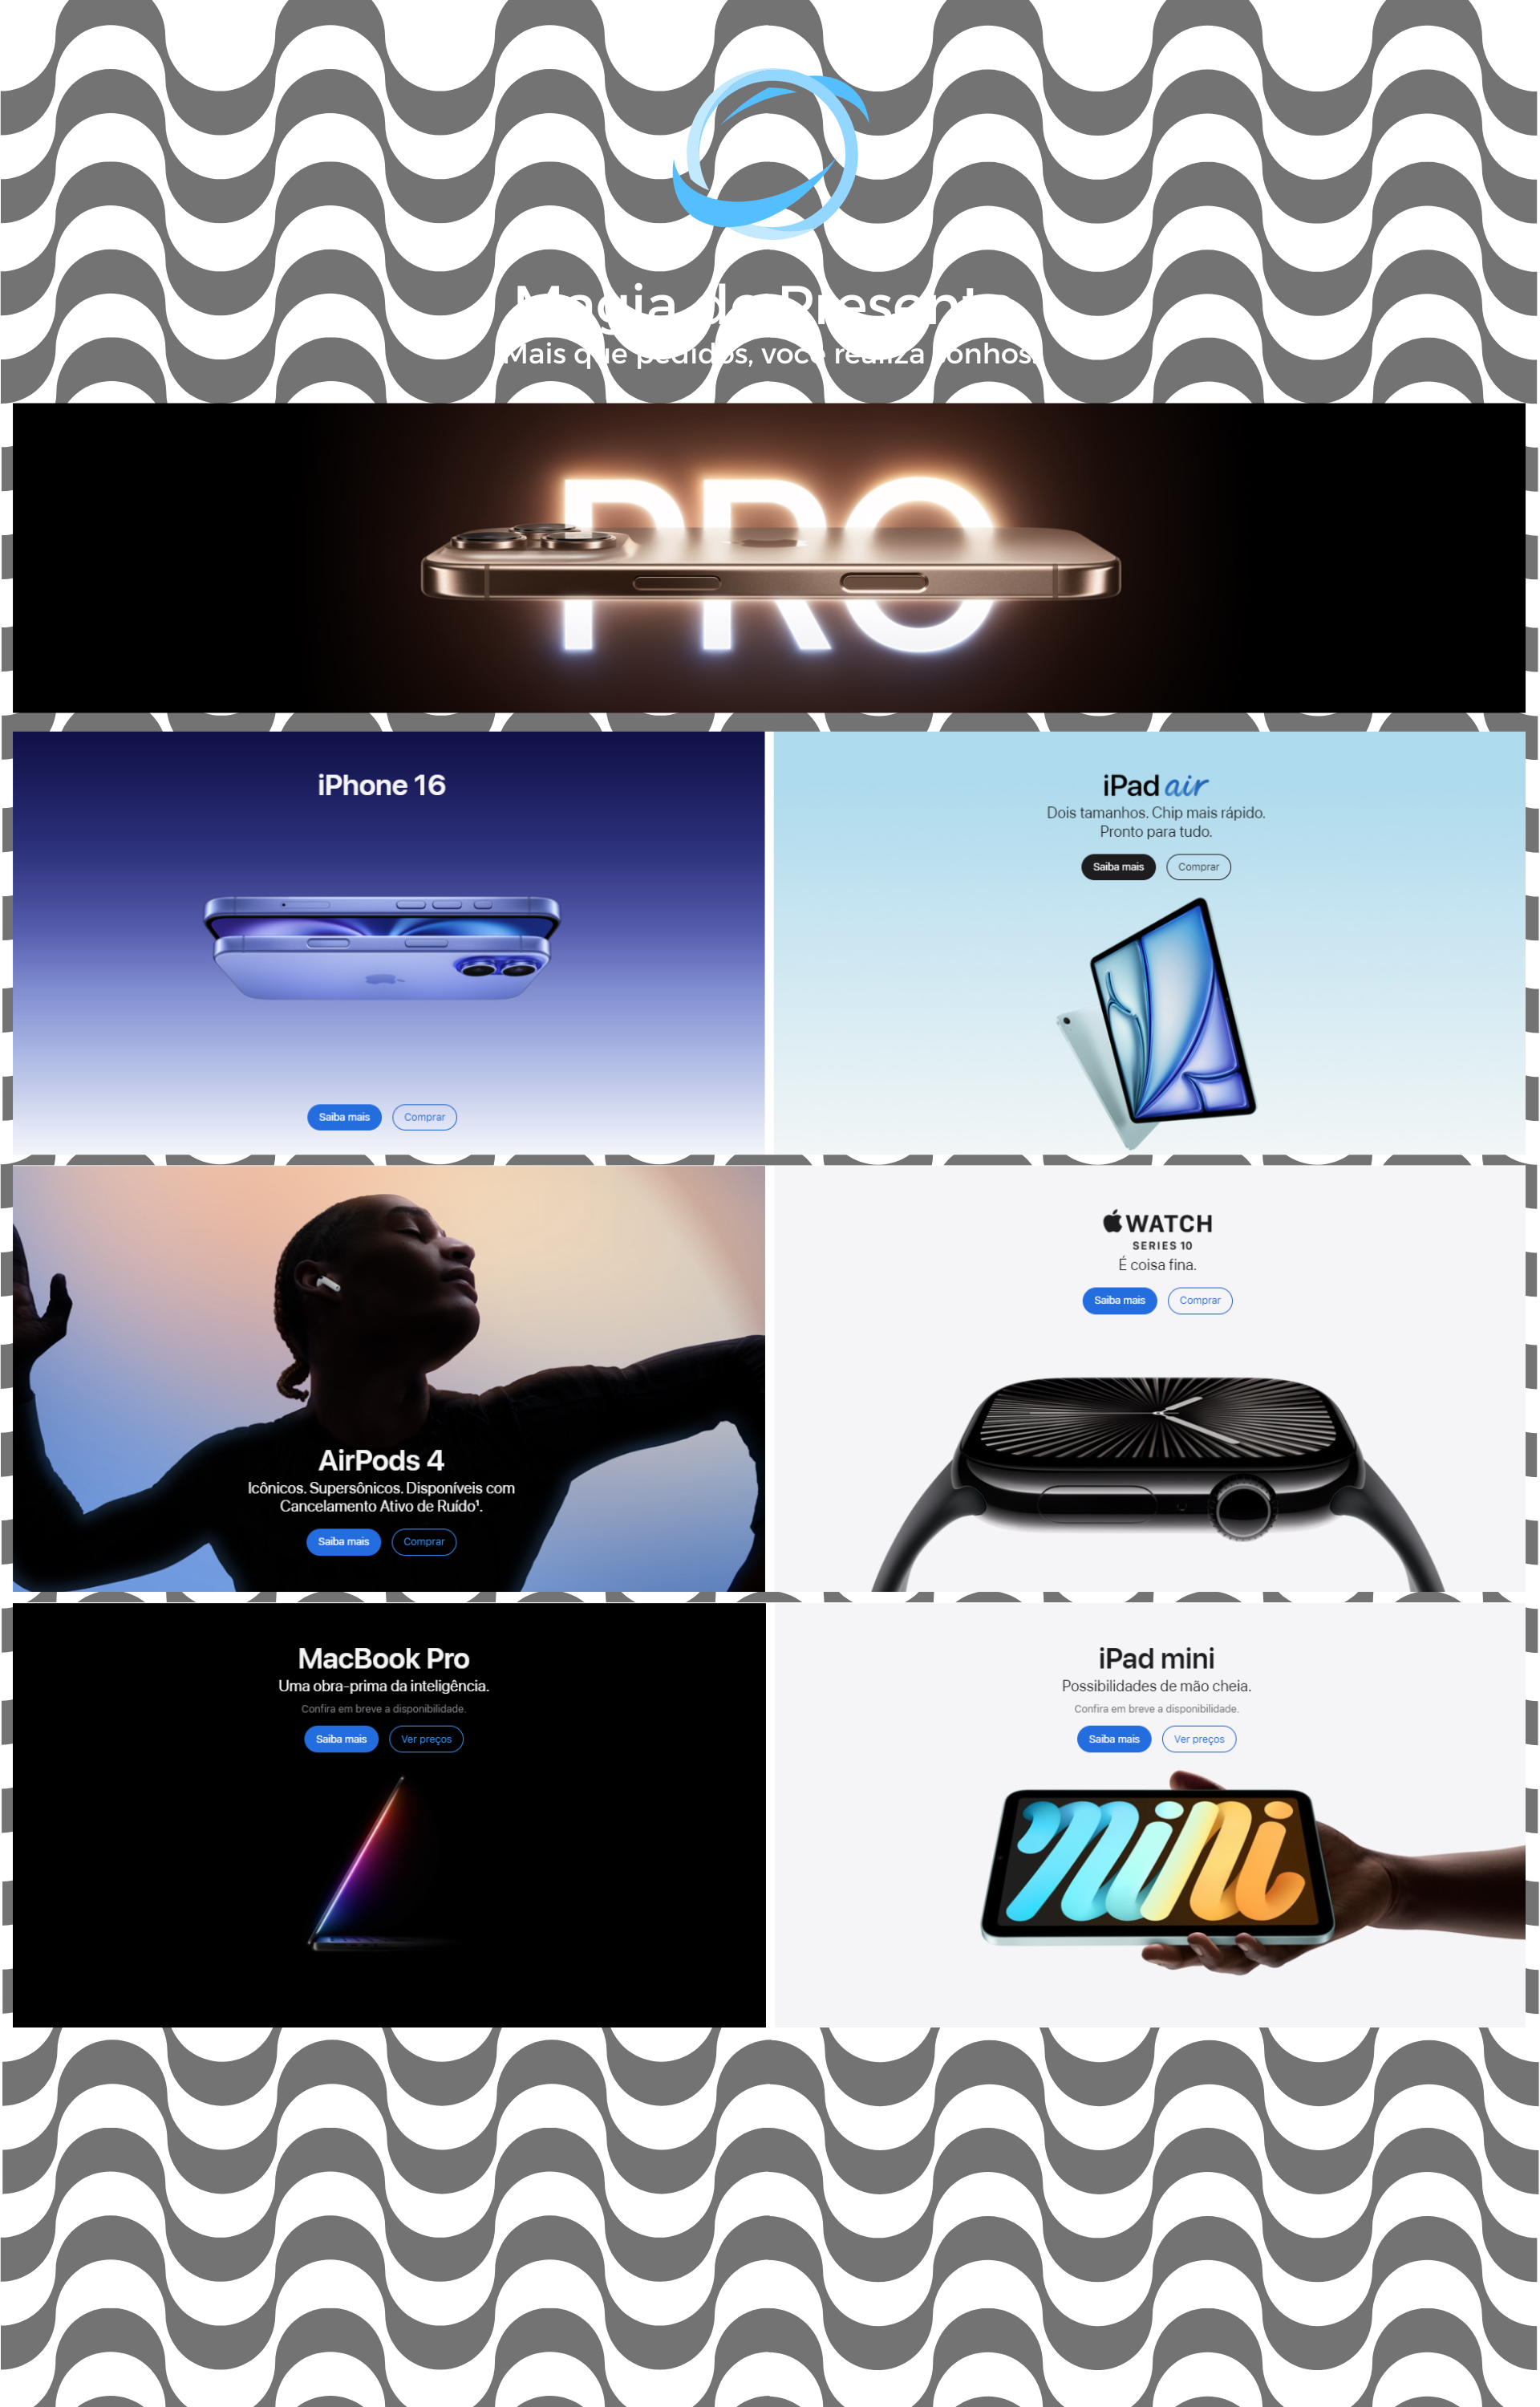 Magia do Presente
Mais que pedidos, você realiza sonhos.
PRO
iPhone 16
Saiba mais
Comprar
iPad air
Dois tamanhos. Chip mais rápido.
Pronto para tudo.
Saiba mais
Comprar
AirPods 4
Icônicos. Supersônicos. Disponíveis com
Cancelamento Ativo de Ruído¹.
Saiba mais
Comprar
WATCH
SERIES 10
É coisa fina.
Saiba mais
Comprar
MacBook Pro
Uma obra-prima da inteligência.
Confira em breve a disponibilidade.
Saiba mais
Ver preços
iPad mini
Possibilidades de mão cheia.
Confira em breve a disponibilidade.
Saiba mais
Ver preços
mini